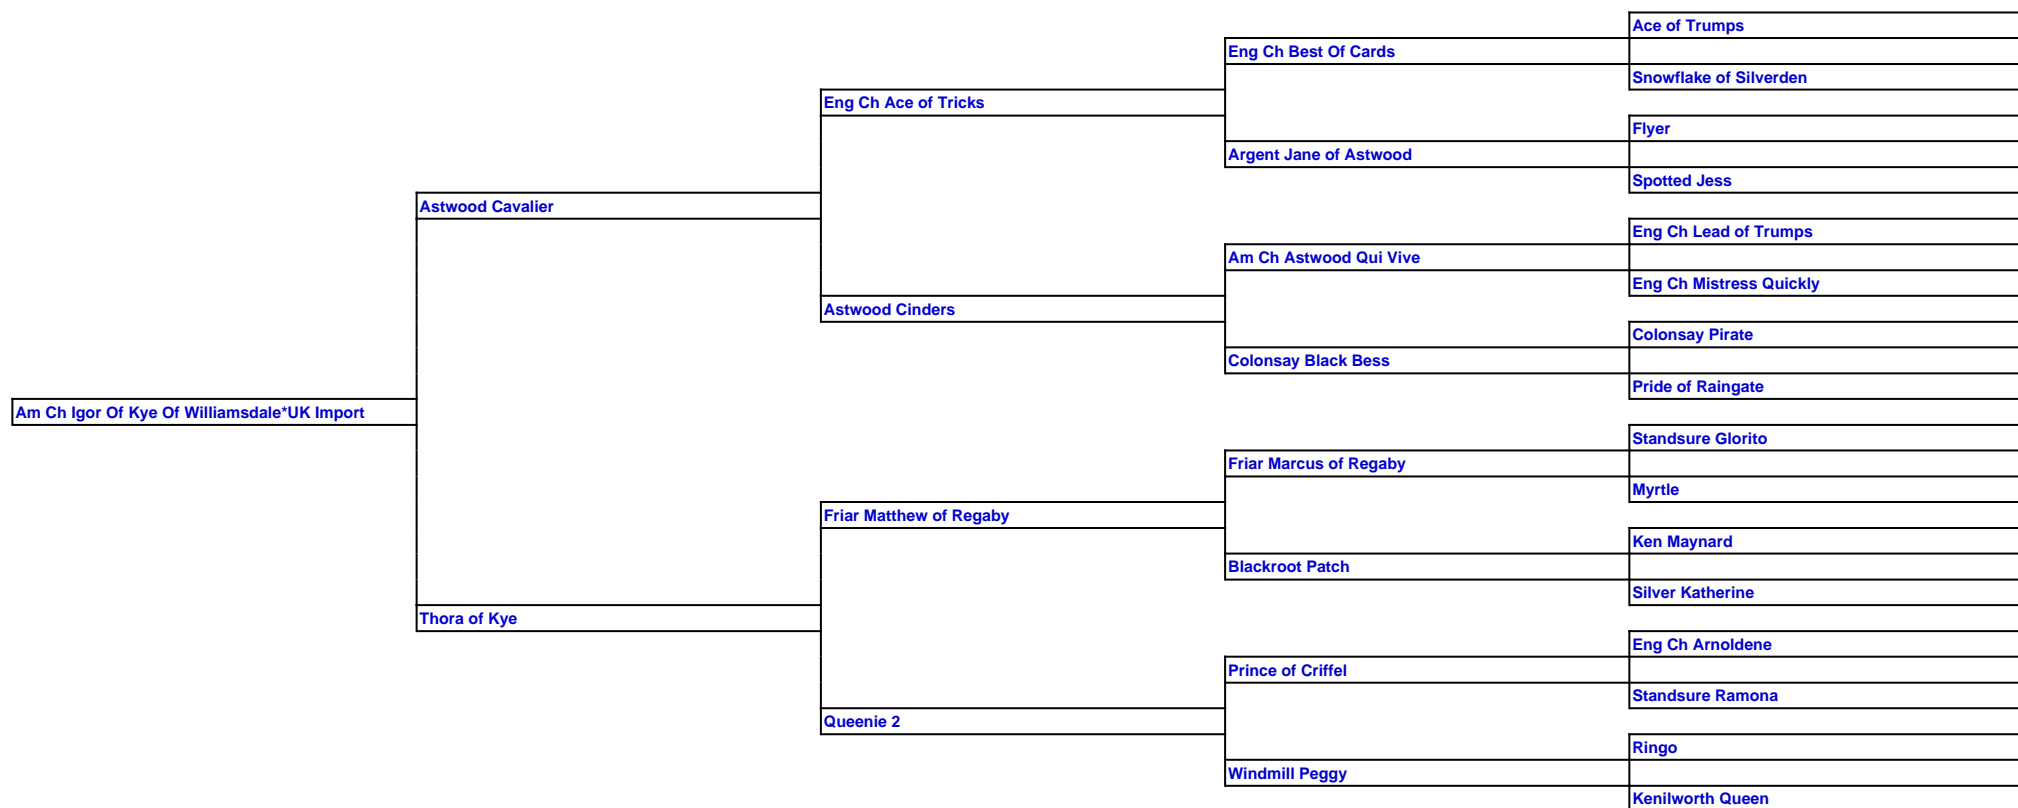 Ace of Trumps
Eng Ch Best Of Cards
Snowflake of Silverden
Eng Ch Ace of Tricks
Flyer
Argent Jane of Astwood
Spotted Jess
Astwood Cavalier
Eng Ch Lead of Trumps
Am Ch Astwood Qui Vive
Eng Ch Mistress Quickly
Astwood Cinders
Colonsay Pirate
Colonsay Black Bess
Pride of Raingate
Am Ch Igor Of Kye Of Williamsdale*UK Import
Standsure Glorito
Friar Marcus of Regaby
Myrtle
Friar Matthew of Regaby
Ken Maynard
Blackroot Patch
Silver Katherine
Thora of Kye
Eng Ch Arnoldene
Prince of Criffel
Standsure Ramona
Queenie 2
Ringo
Windmill Peggy
Kenilworth Queen